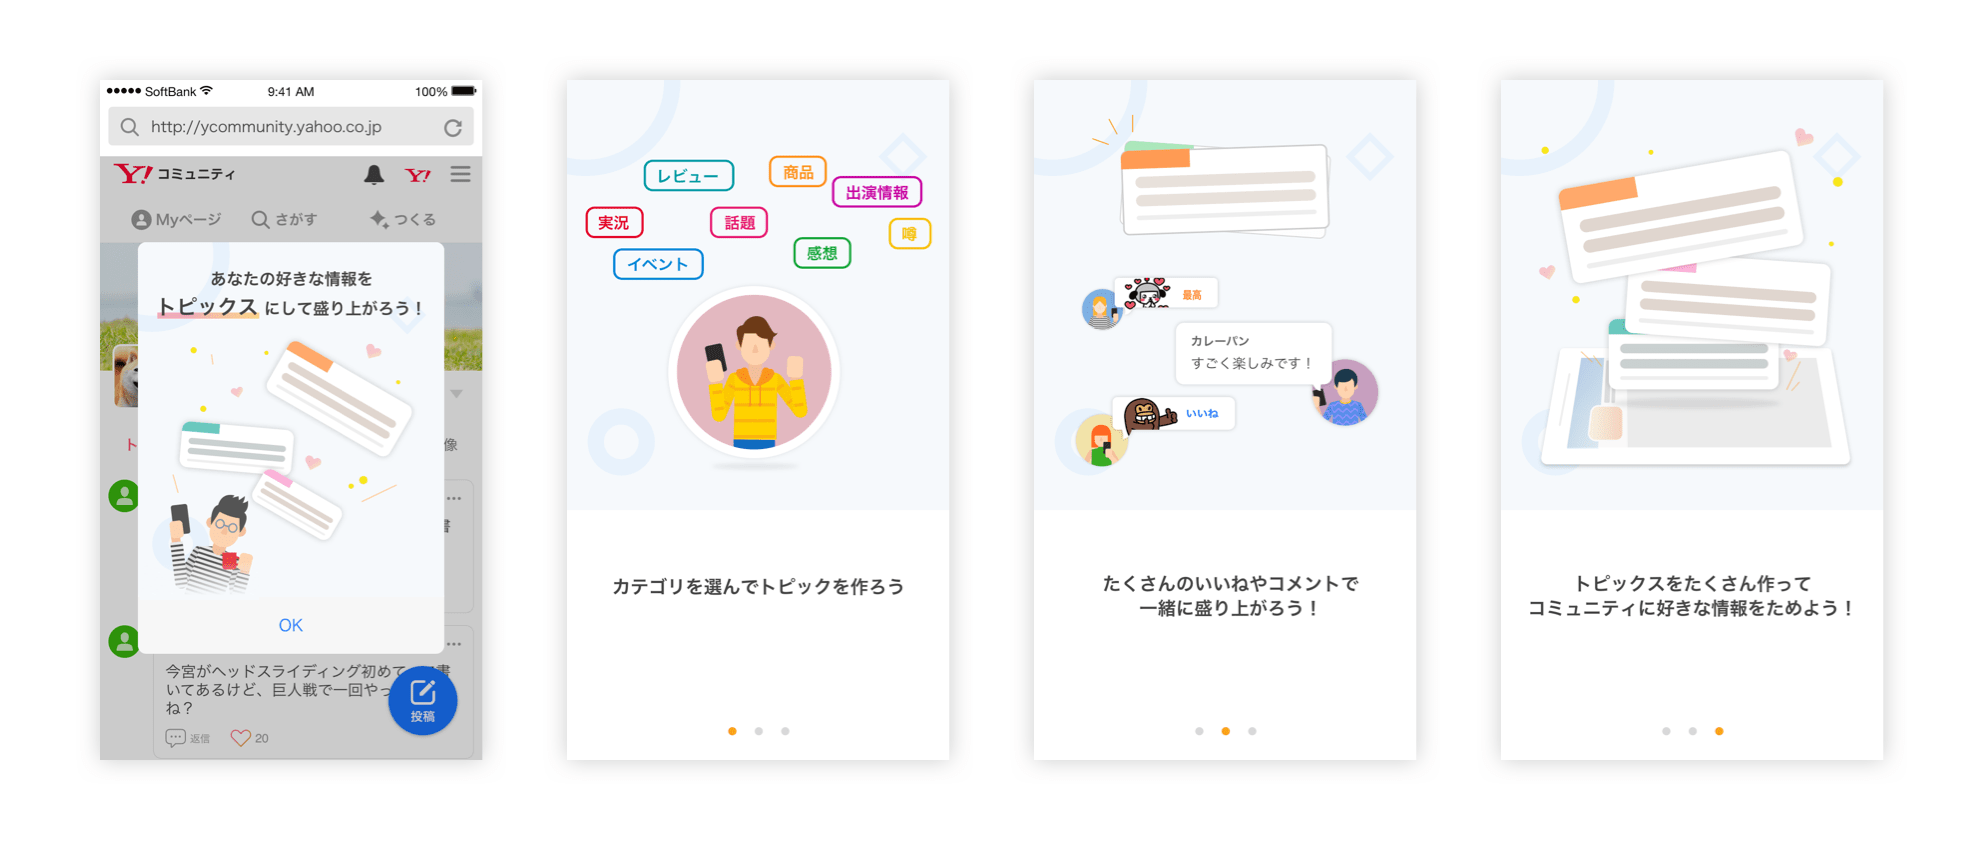 SoftBank 9:41 AM 100%
http://ycommunity.yahoo.co.jp
Y! コミュニティ Y!
Myページ さがす つくる
あなたの好きな情報を
トピックス にして盛り上がろう！
ト 像
書
OK
今宮がヘッドスライディング初めて 書
いてあるけど、巨人戦で一回やっ
ね？
返信 20
投稿
レビュー 商品
出演情報
実況 話題
噂
感想
イベント
カテゴリを選んでトピックを作ろう
最高
カレーパン
すごく楽しみです！
いいね
たくさんのいいねやコメントで
一緒に盛り上がろう！
トピックスをたくさん作って
コミュニティに好きな情報をためよう！